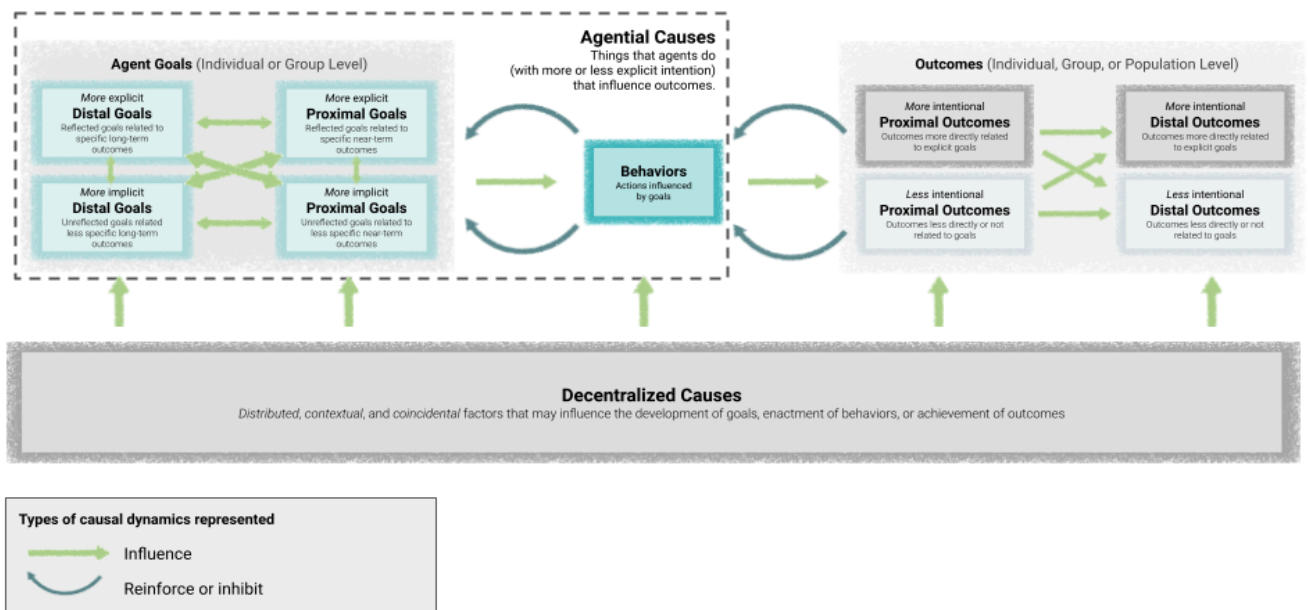 Agential Causes
Things that agents do
(with more or less explicit intention)
that influence outcomes.
Agent Goals (Individual or Group Level)
More explicit
Distal Goals
Reflected goals related to
specific long-term
outcomes
More explicit
Proximal Goals
Reflected goals related to
specific near-term
outcomes
More implicit
Distal Goals
Unreflected goals related
less specific long-term
outcomes
More implicit
Proximal Goals
Unreflected goals related to
less specific near-term
outcomes
Behaviors
Actions influenced
by goals
Outcomes (Individual, Group, or Population Level)
More intentional
Proximal Outcomes
Outcomes more directly related
to explicit goals
More intentional
Distal Outcomes
Outcomes more directly related
to explicit goals
Less intentional
Proximal Outcomes
Outcomes less directly or not
related to goals
Less intentional
Distal Outcomes
Outcomes less directly or not
related to goals
Decentralized Causes
Distributed, contextual, and coincidental factors that may influence the development of goals, enactment of behaviors, or achievement of outcomes
Types of causal dynamics represented
Influence
Reinforce or inhibit